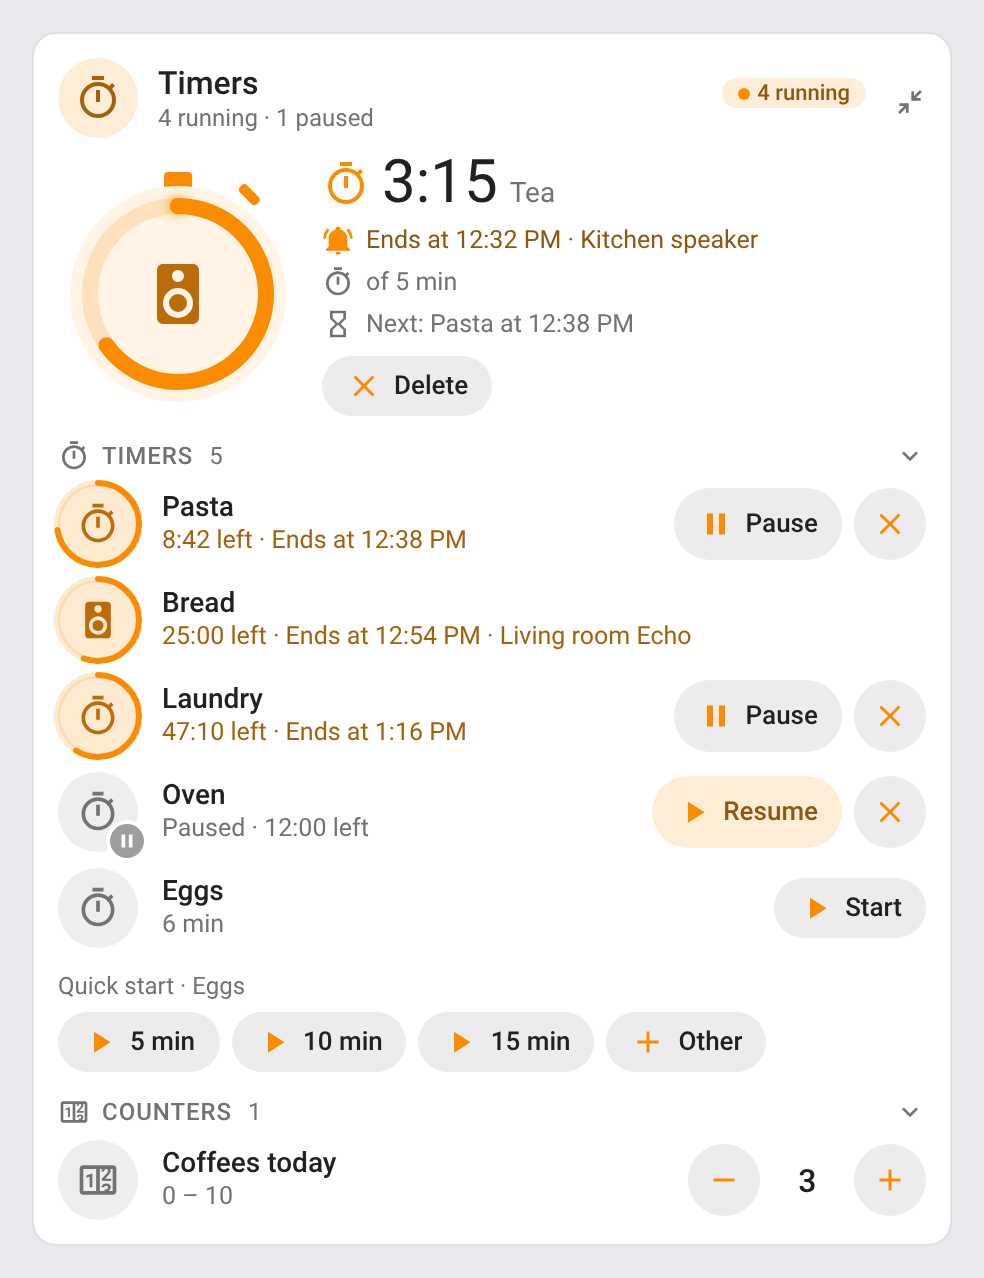 Timers
4 running · 1 paused
4 running
3:15 Tea
Ends at 12:32 PM · Kitchen speaker
of 5 min
Next: Pasta at 12:38 PM
Delete
TIMERS 5
Pasta
8:42 left · Ends at 12:38 PM
Pause
Bread
25:00 left · Ends at 12:54 PM · Living room Echo
Laundry
47:10 left · Ends at 1:16 PM
Pause
Oven
Paused · 12:00 left
Resume
Eggs
6 min
Start
Quick start · Eggs
5 min 10 min 15 min Other
COUNTERS 1
Coffees today
0 – 10
3